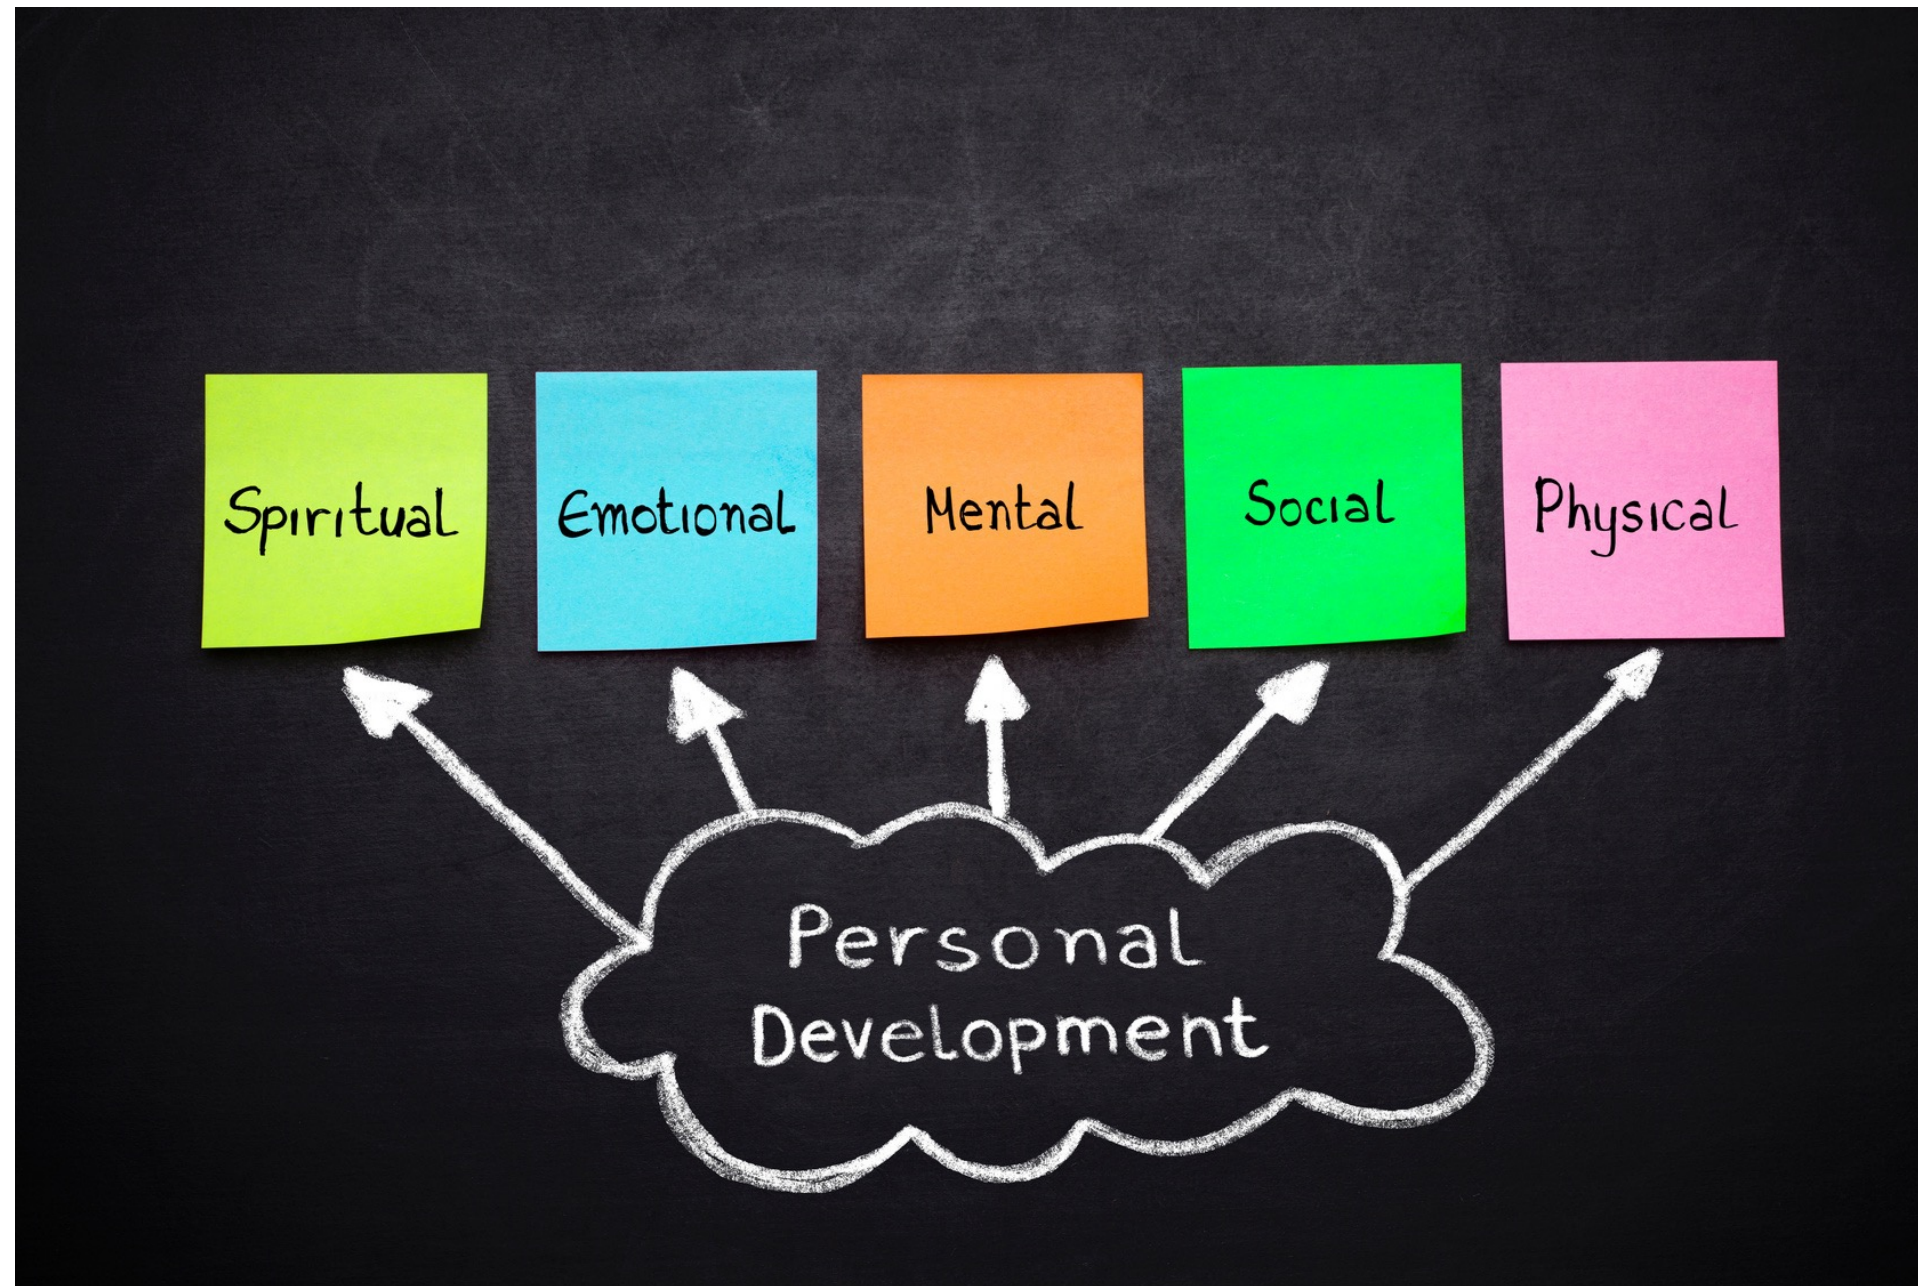 Spiritual
Emotional
Mental
Social
Physical
Personal
Development